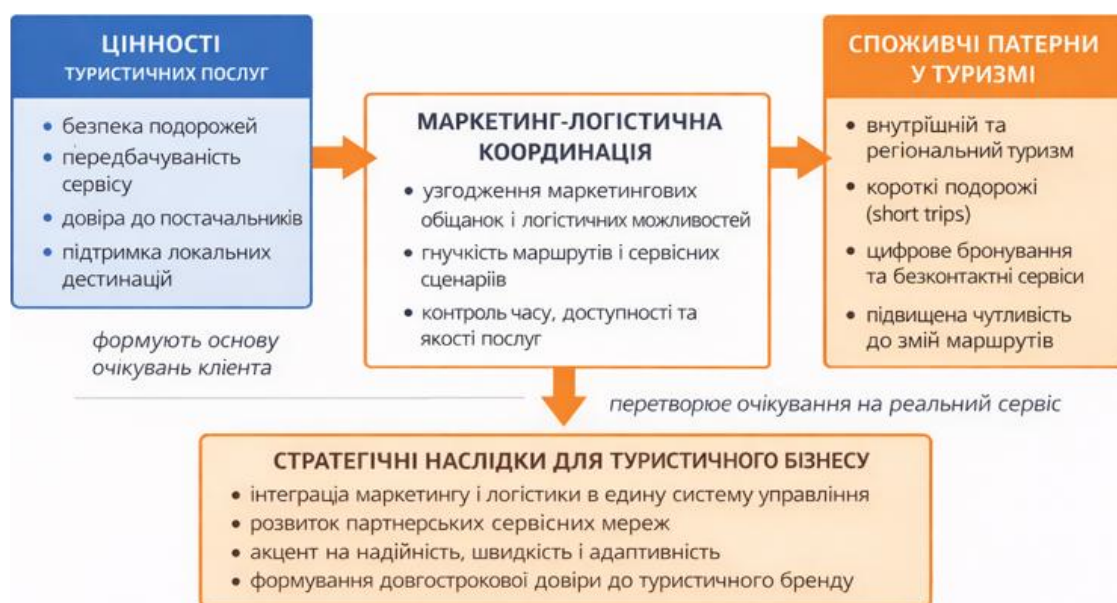 ЦІННОСТІ
ТУРИСТИЧНИХ ПОСЛУГ
• безпека подорожей
• передбачуваність
сервісу
• довіра до постачальників
• підтримка локальних
дестинацій
формують основу
очікувань клієнта
МАРКЕТИНГ-ЛОГІСТИЧНА
КООРДИНАЦІЯ
• узгодження маркетингових
обіщанок і логістичних можливостей
• гнучкість маршрутів і сервісних
сценаріїв
• контроль часу, доступності та
якості послуг
СПОЖИВЧІ ПАТЕРНИ
У ТУРИЗМІ
• внутрїшній та
регіональний туризм
• короткі подорожі
(short trips)
• цифрове бронування
та безконтактні сервіси
• підвищена чутливість
до змій маршрутів
перетворює очікування на реальний сервіс
СТРАТЕГІЧНІ НАСЛІДКИ ДЛЯ ТУРИСТИЧНОГО БІЗНЕСУ
• інтеграція маркетингу і логістики в едину систему управління
• розвиток партнерських сервісних мереж
• акцент на надійність, швидкість і адаптивність
• формування довгострокової довіри до туристичного бренду